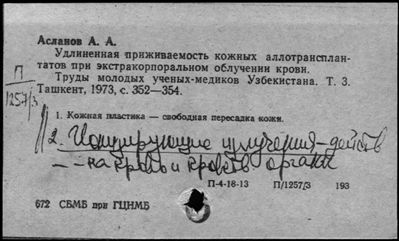 Асланов А. А.
Удлиненная приживаемость кожных аллотрансплан-
татов при экстракорпоральном облучении крови.
Труды молодых ученых-медиков Узбекистана. Т. 3.
Ташкент, 1973, с. 352—354.
П
1257/3
1. Кожная пластика — свободная пересадка кожи.
2. Ионизирующие излучения – действ
– – на кровь и кровет. органы
П-4-18-13 П/1257/3 193
672 СБМБ при ГЦНМБ